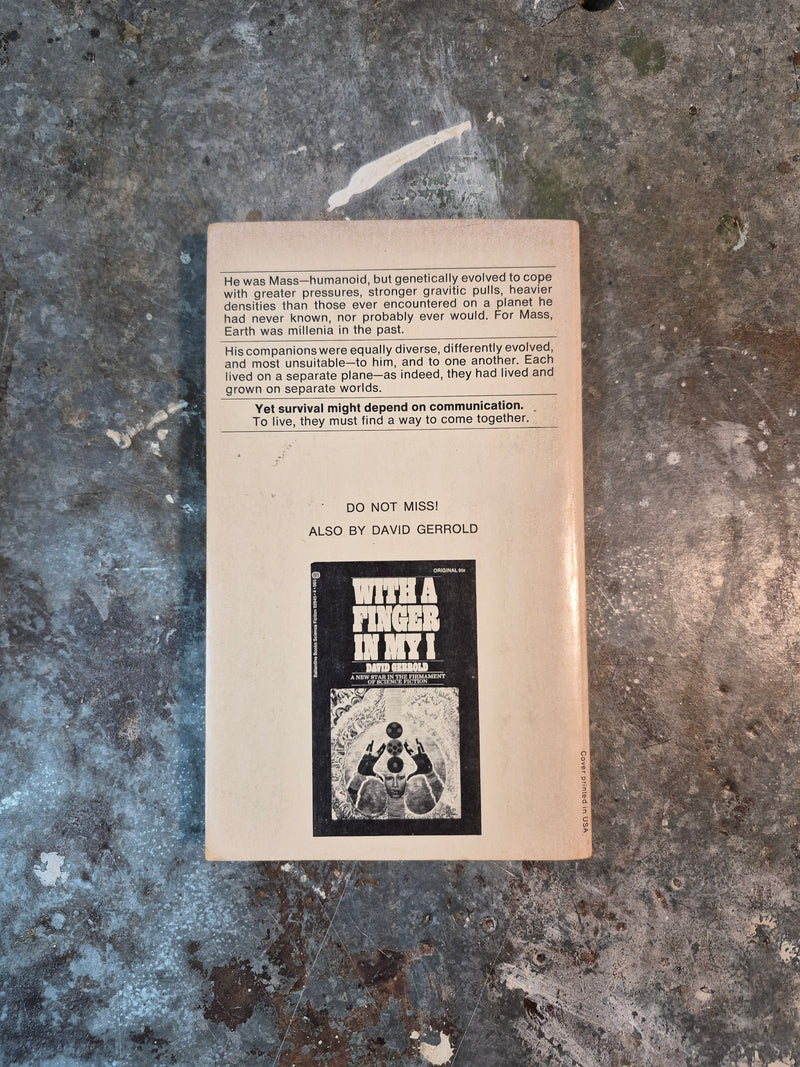 He was Mass—humanoid, but genetically evolved to cope
with greater pressures, stronger gravitic pulls, heavier
densities than those ever encountered on a planet he
had never known, nor probably ever would. For Mass,
Earth was millenia in the past.
His companions were equally diverse, differently evolved,
and most unsuitable—to him, and to one another. Each
lived on a separate plane—as indeed, they had lived and
grown on separate worlds.
Yet survival might depend on communication.
To live, they must find a way to come together.
DO NOT MISS!
ALSO BY DAVID GERROLD
ORIGINAL 95¢
WITH A
FINGER
IN MY I
DAVID GERROLD
A NEW STAR IN THE FIRMAMENT
OF SCIENCE FICTION
Ballantine Books Science Fiction
Cover printed in USA